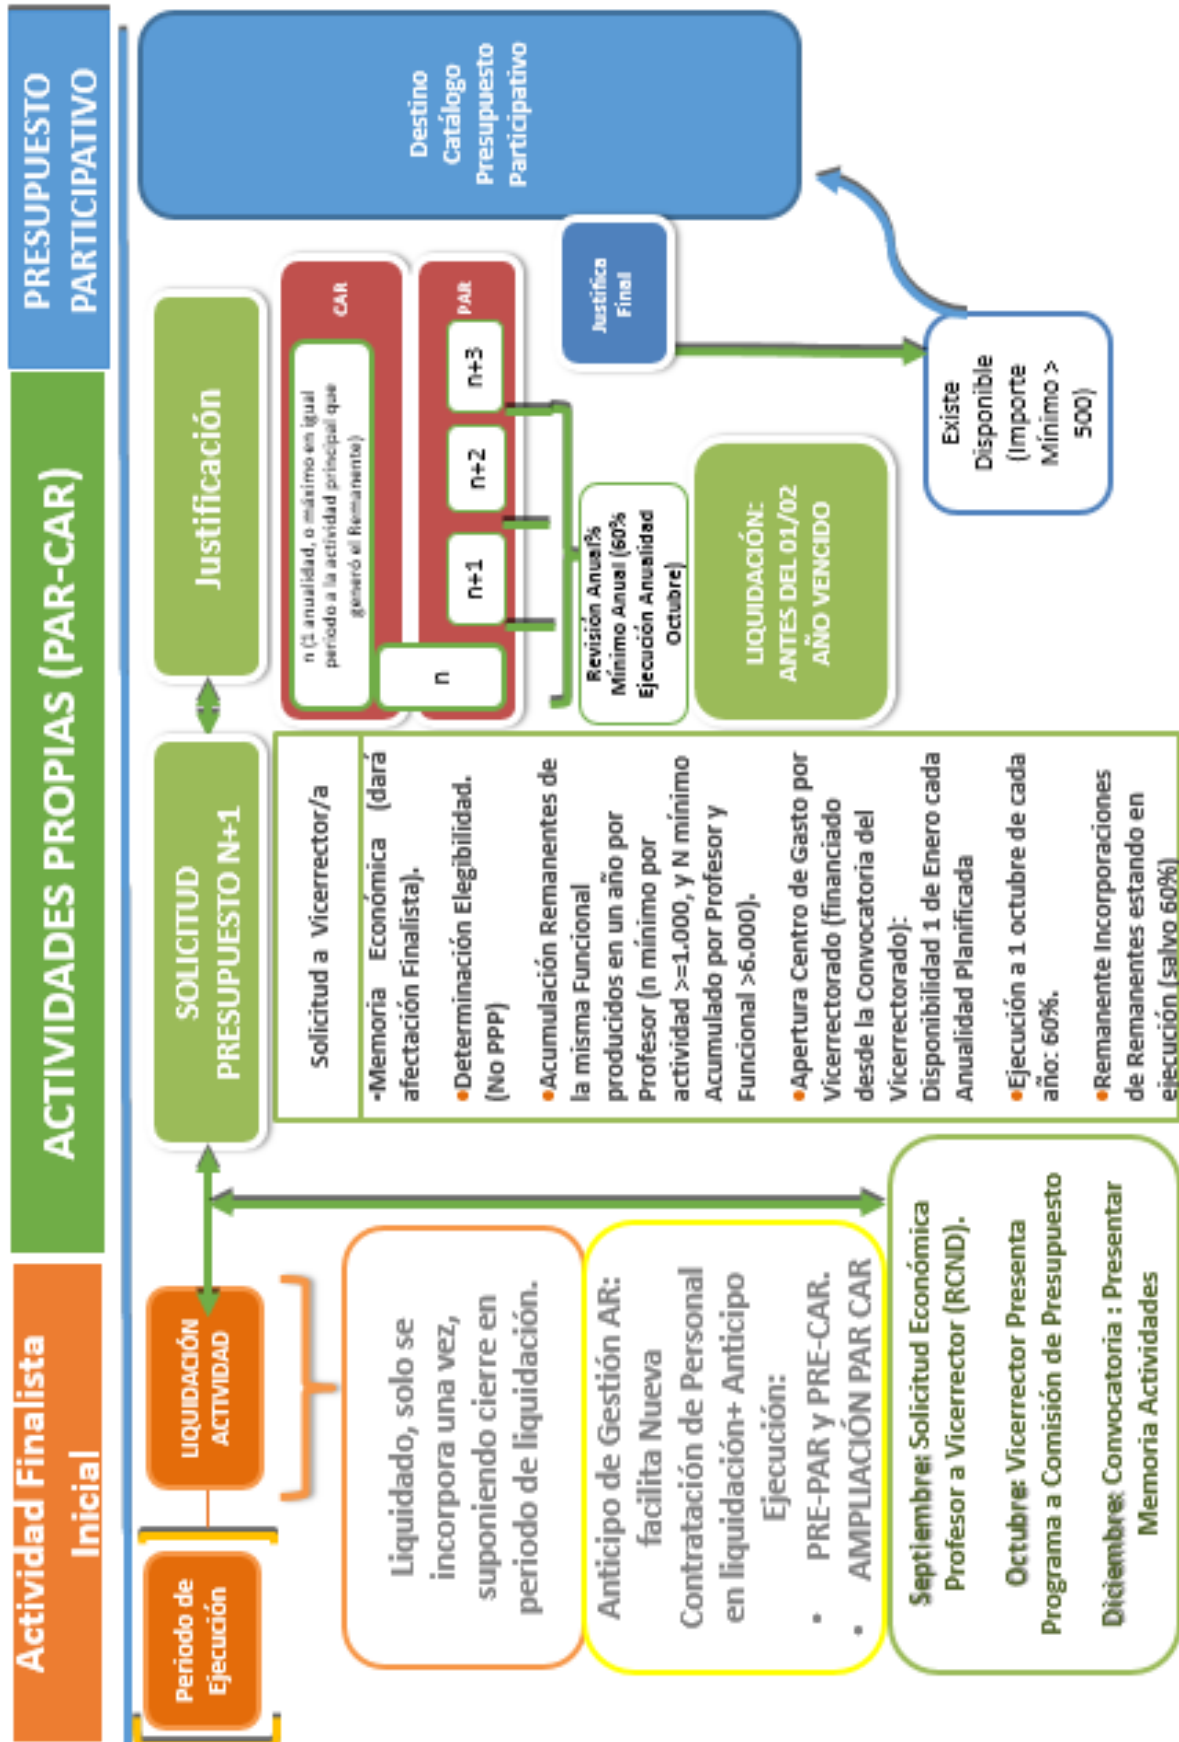 Actividad Finalista
Inicial
ACTIVIDADES PROPIAS (PAR-CAR)
PRESUPUESTO
PARTICIPATIVO
Periodo de
Ejecución
LIQUIDACIÓN
ACTIVIDAD
Liquidado, solo se
incorpora una vez,
suponiendo cierre en
periodo de liquidación.
Anticipo de Gestión AR:
facilita Nueva
Contratación de Personal
en liquidación+ Anticipo
Ejecución:
• PRE-PAR y PRE-CAR.
• AMPLIACIÓN PAR CAR
Septiembre: Solicitud Económica
Profesor a Vicerrector (RCND).
Octubre: Vicerrector Presenta
Programa a Comisión de Presupuesto
Diciembre: Convocatoria : Presentar
Memoria Actividades
SOLICITUD
PRESUPUESTO N+1
Solicitud a Vicerrector/a
•Memoria Económica (dará
afectación Finalista).
•Determinación Elegibilidad.
(No PPP)
•Acumulación Remanentes de
la misma Funcional
producidos en un año por
Profesor (n mínimo por
actividad >=1.000, y N mínimo
Acumulado por Profesor y
Funcional >6.000).
•Apertura Centro de Gasto por
Vicerrectorado (financiado
desde la Convocatoria del
Vicerrectorado):
Disponibilidad 1 de Enero cada
Anualidad Planificada
•Ejecución a 1 octubre de cada
año: 60%.
•Remanente Incorporaciones
de Remanentes estando en
ejecución (salvo 60%)
Justificación
CAR
n (1 anualidad, o máximo en igual
periodo a la actividad principal que
generó el Remanente)
PAR
n
n+1
n+2
n+3
Revisión Anual%
Mínimo Anual (60%
Ejecución Anualidad
Octubre)
LIQUIDACIÓN:
ANTES DEL 01/02
AÑO VENCIDO
Justifica
Final
Existe
Disponible
(Importe
Mínimo >
500)
Destino
Catálogo
Presupuesto
Participativo